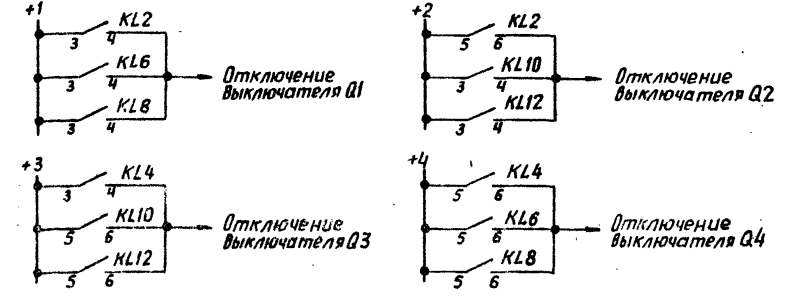 +1
KL2
3 4
KL6
3 4
Отключение
выключателя Q1
KL8
3 4
+2
KL2
5 6
KL10
3 4
Отключение
выключателя Q2
KL12
3 4
+3
KL4
3 4
KL10
5 6
Отключение
выключателя Q3
KL12
5 6
+4
KL4
5 6
KL6
5 6
Отключение
выключателя Q4
KL8
5 6